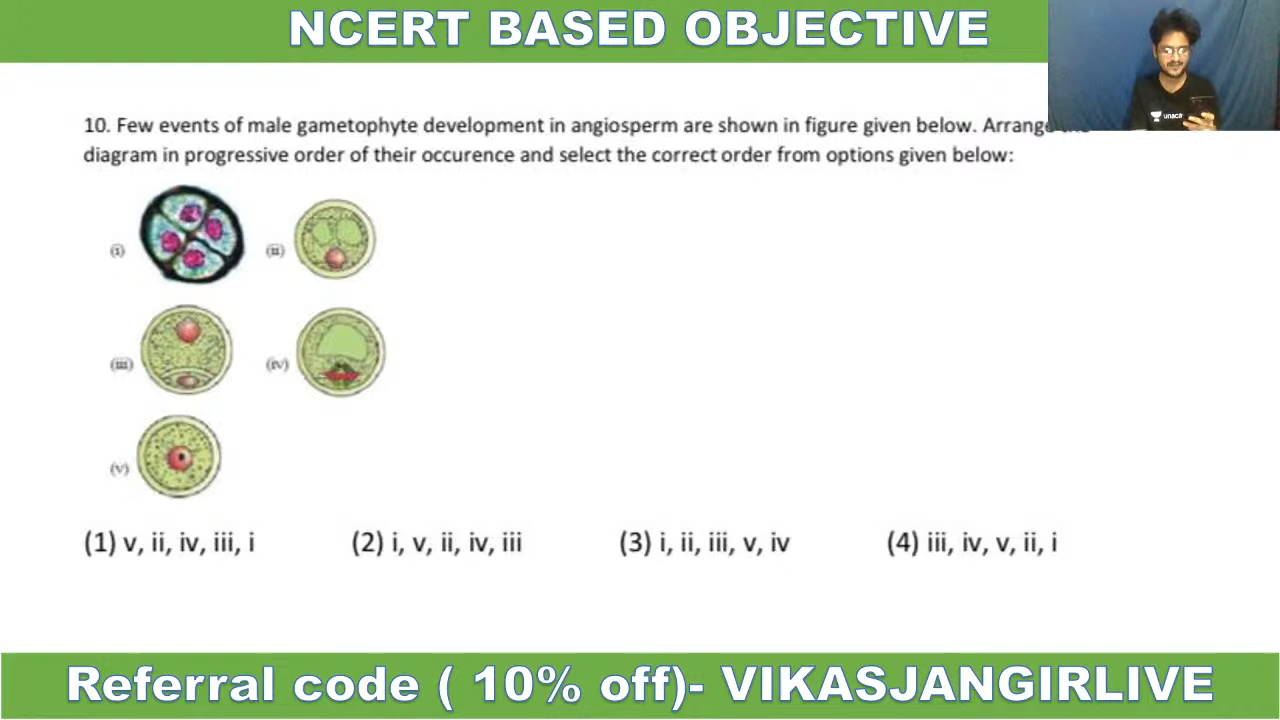 NCERT BASED OBJECTIVE
10. Few events of male gametophyte development in angiosperm are shown in figure given below. Arrange
diagram in progressive order of their occurence and select the correct order from options given below:
(i) (ii)
(iii) (iv)
(v)
(1) v, ii, iv, iii, i (2) i, v, ii, iv, iii (3) i, ii, iii, v, iv (4) iii, iv, v, ii, i
Referral code ( 10% off)- VIKASJANGIRLIVE